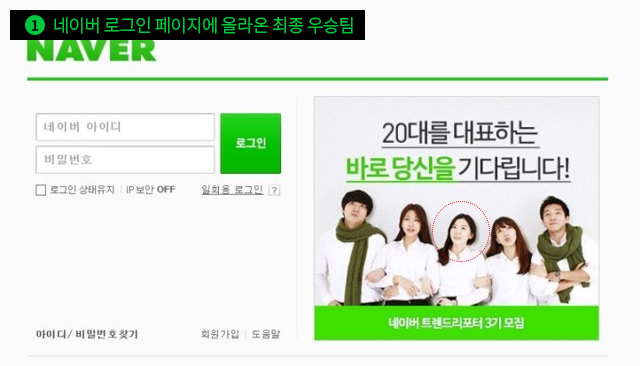 1 네이버 로그인 페이지에 올라온 최종 우승팀
NAVER
네이버 아이디
비밀번호
로그인
로그인 상태유지 | IP보안 OFF
일회용 로그인 ?
아이디/ 비밀번호찾기
회원가입 | 도움말
20대를 대표하는
바로 당신을 기다립니다!
네이버 트렌드리포터 3기 모집